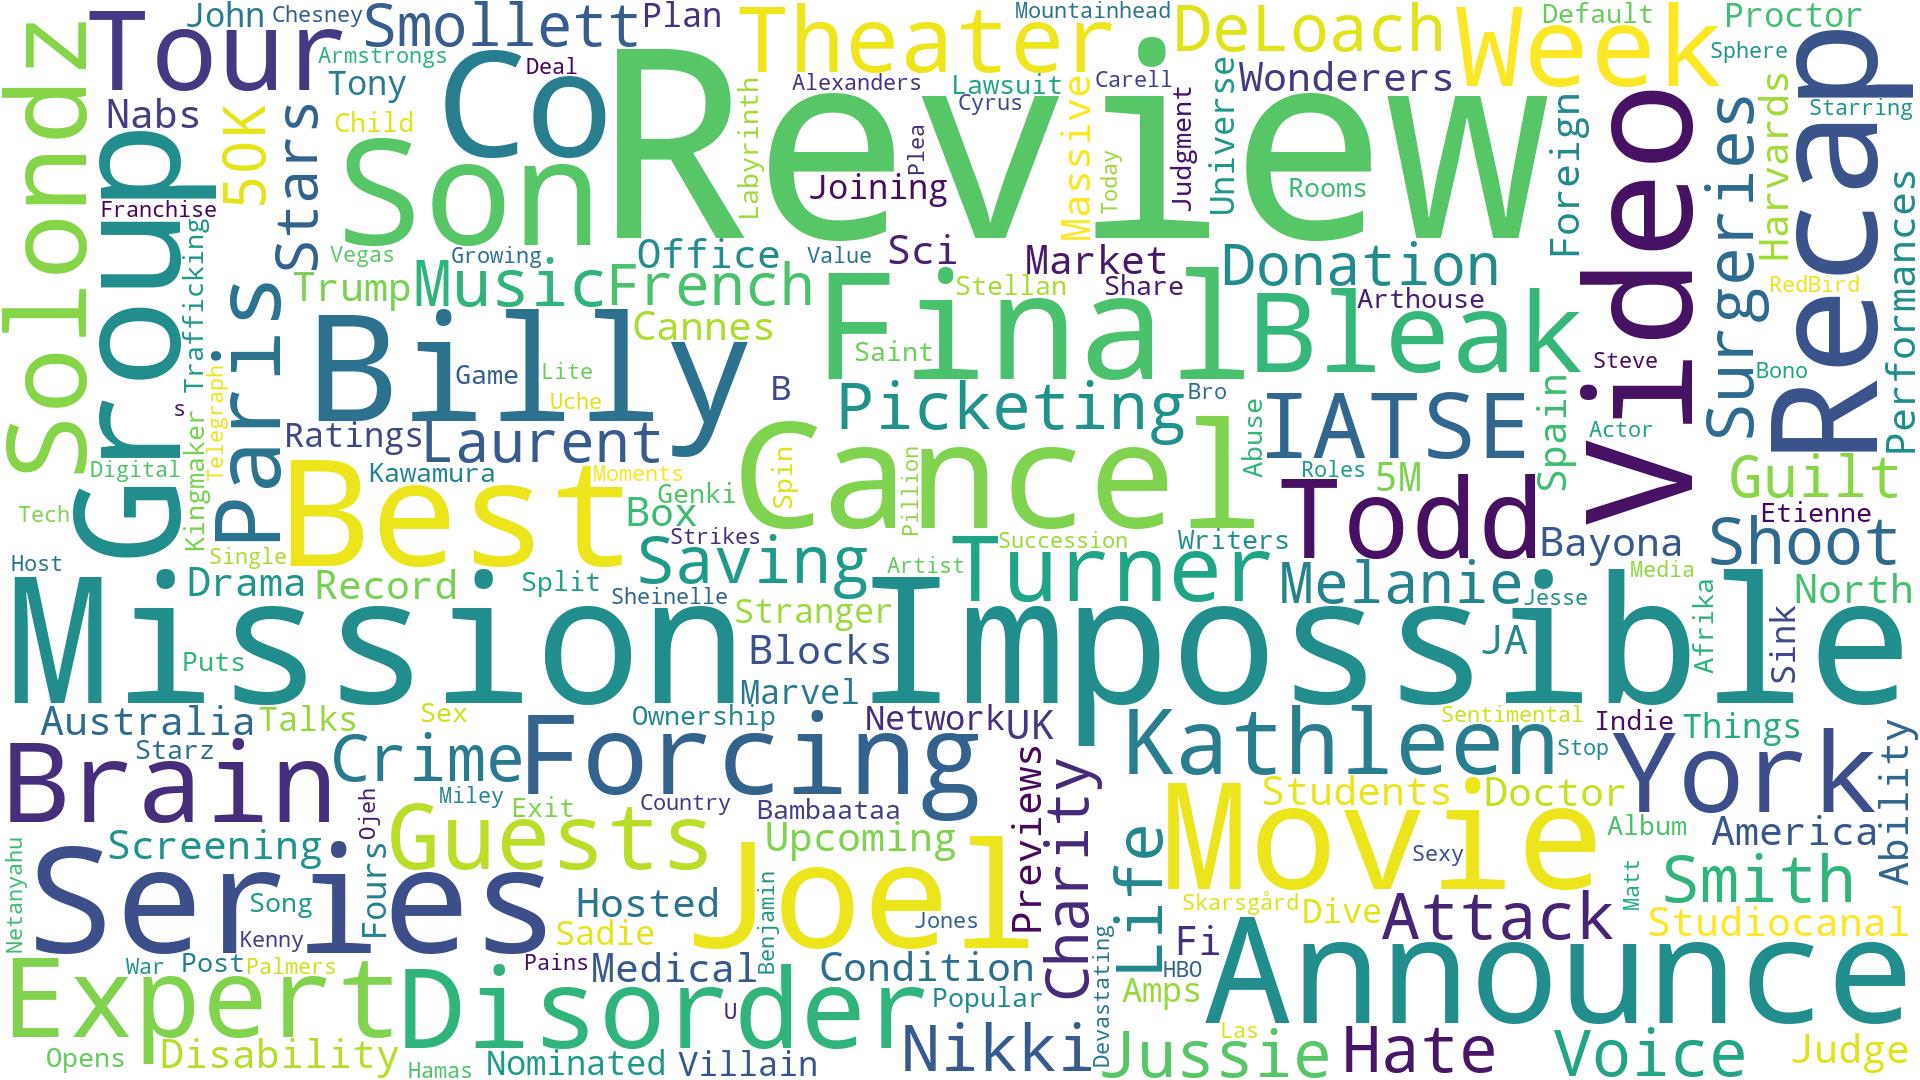 Solondz
Tour
John
Chesney
Smollett
Plan
Theater
Mountainhead
DeLoach
Week
Default
Proctor
Sphere
Recap
Armstrongs
Tony
Co
Deal
Review
Alexanders
Lawsuit
Cyrus
Carell
Massive
Universe
Wonderers
Nabs
50K
Stars
Child
Son
Labyrinth
Plea
Joining
Today
Judgment
Rooms
Foreign
Video
Surgeries
Harvards
Starring
Performances
Group
Franchise
Trafficking
Vegas
Growing
Office
Value
Sci
Market
Donation
Trump
Music
French
Stellan
Share
Arthouse
RedBird
Paris
Billy
Cannes
Final
Bleak
Saint
Steve
Bono
Game
Lite
Uche
B
Picketing
Bro
IATSE
Spain
Actor
s
Telegraph
Kingmaker
Ratings
Laurent
Cancel
Abuse
Roles
5M
Guilt
Digital
Best
Kawamura
Moments
Genki
Spin
Pillion
Todd
Etienne
Tech
Box
Strikes
Succession
Writers
Bayona
Shoot
Host
Single
Saving
Artist
Turner
Media
Drama
Record
Split
Sheinelle
Melanie
Jesse
North
Mission
Stranger
Impossible
Afrika
Sink
Puts
Blocks
JA
Marvel
Australia
Talks
Sex
Ownership
Network
UK
Sentimental
Indie
Things
Starz
Crime
Forcing
Kathleen
Stop
York
Ability
Brain
Previews
Charity
Miley
Exit
Country
Bambaataa
Movie
Students
Doctor
Ojeh
Guests
Upcoming
Album
America
Netanyahu
Screening
Fours
Joel
Life
Sexy
Matt
Smith
Series
Song
Hosted
Jones
Skarsgård
Dive
Attack
Studiocanal
Kenny
Sadie
Benjamin
Fi
War
Post
Palmers
Pains
Medical
Condition
HBO
Announce
Expert
Disorder
Popular
Devastating
Amps
U
Opens
Disability
Hamas
Nominated
Villain
Nikki
Jussie
Las
Hate
Voice
Judge